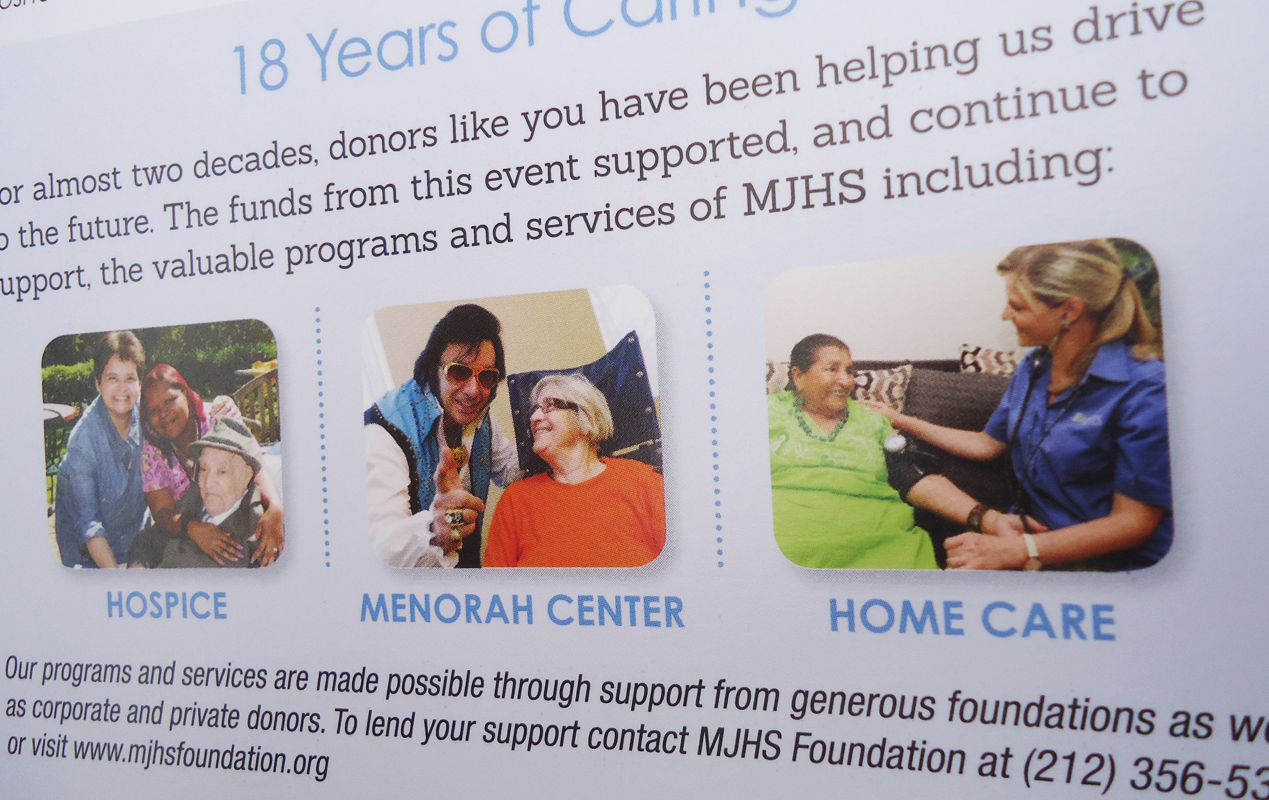 18 Years of Caring
or almost two decades, donors like you have been helping us drive
the future. The funds from this event supported, and continue to
upport, the valuable programs and services of MJHS including:
HOSPICE
MENORAH CENTER
HOME CARE
Our programs and services are made possible through support from generous foundations as we
as corporate and private donors. To lend your support contact MJHS Foundation at (212) 356-53
or visit www.mjhsfoundation.org